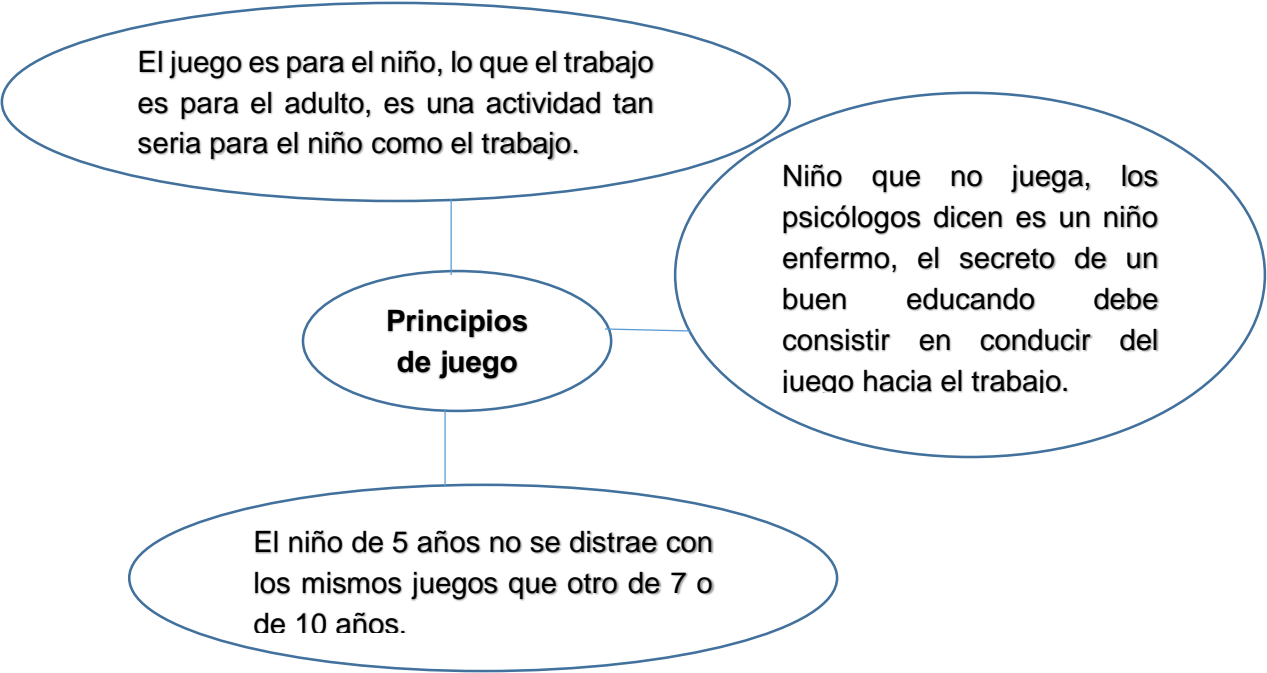 El juego es para el niño, lo que el trabajo
es para el adulto, es una actividad tan
seria para el niño como el trabajo.
Niño que no juega, los
psicólogos dicen es un niño
enfermo, el secreto de un
buen educando debe
consistir en conducir del
juego hacia el trabajo.
Principios
de juego
El niño de 5 años no se distrae con
los mismos juegos que otro de 7 o
de 10 años.